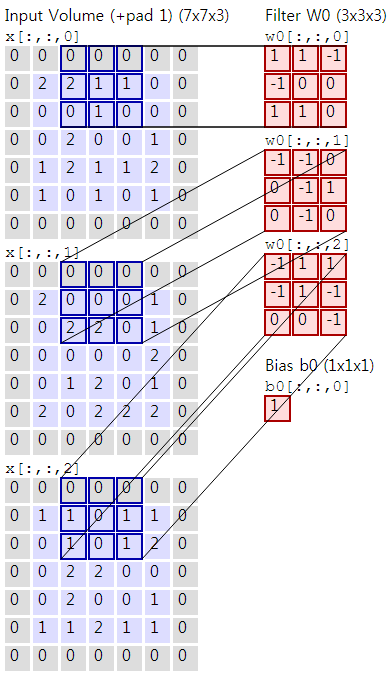 Input Volume (+pad 1) (7x7x3)
x[:,:,0]
0 0 0 0 0 0 0
0 2 2 1 1 0 0
0 0 0 1 0 0 0
0 0 2 0 0 1 0
0 1 2 1 1 2 0
0 1 0 1 0 1 0
0 0 0 0 0 0 0
x[:,:,1]
0 0 0 0 0 0 0
0 2 0 0 0 1 0
0 0 2 2 0 1 0
0 0 0 0 0 2 0
0 0 1 2 0 1 0
0 2 0 2 2 2 0
0 0 0 0 0 0 0
x[:,:,2]
0 0 0 0 0 0 0
0 1 1 0 1 1 0
0 0 1 0 1 2 0
0 0 2 2 0 0 0
0 0 2 0 0 1 0
0 1 1 2 1 1 0
0 0 0 0 0 0 0
Filter W0 (3x3x3)
w0[:,:,0]
1 1 -1
-1 0 0
1 1 0
w0[:,:,1]
-1 -1 0
0 -1 1
0 -1 0
w0[:,:,2]
-1 1 1
-1 1 -1
0 0 -1
Bias b0 (1x1x1)
b0[:,:,0]
1